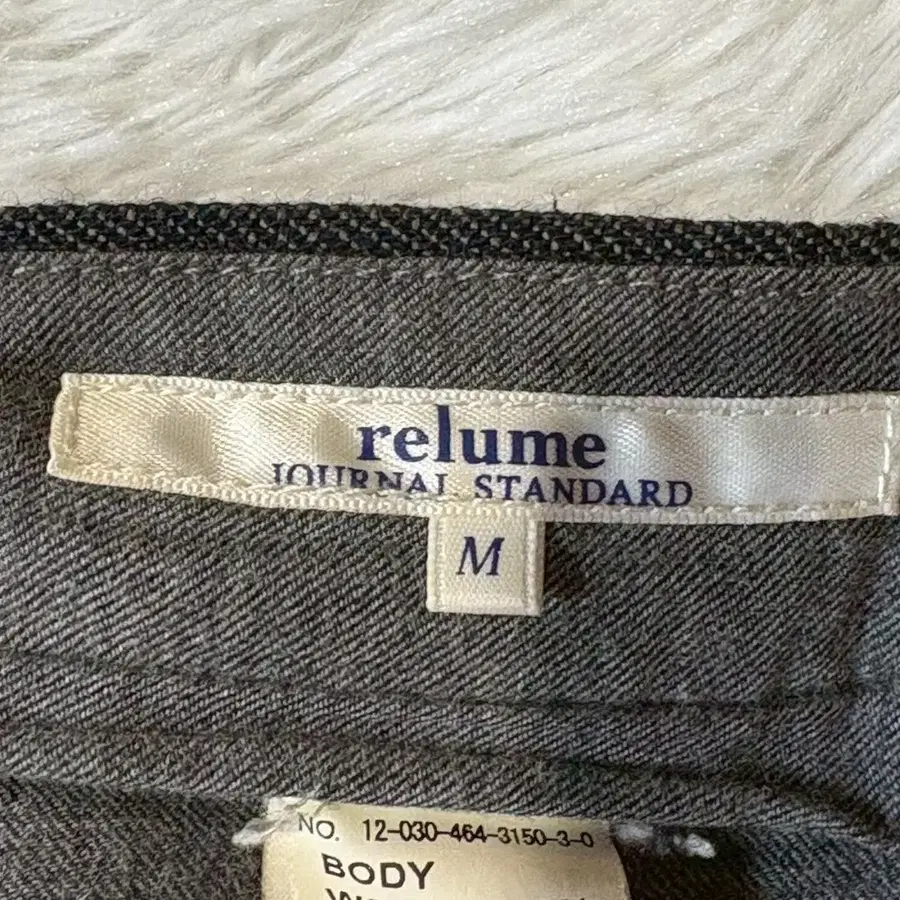 relume
JOURNAL STANDARD
M
NO. 12-030-464-3150-3-0
BODY